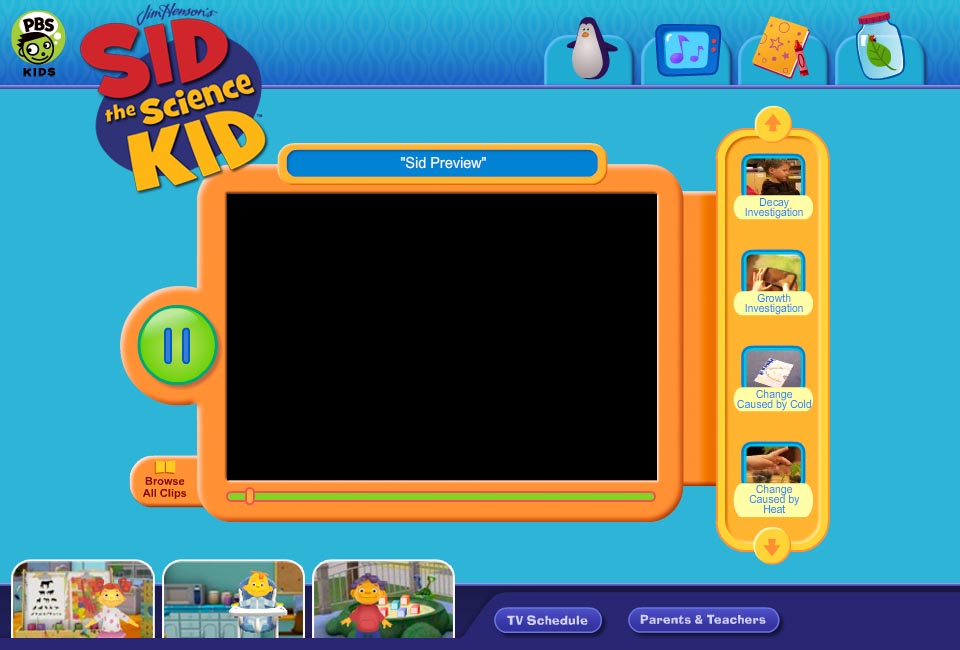 PBS
KIDS
Jim Henson's
SID
the Science
KID
™
"Sid Preview"
Decay
Investigation
Growth
Investigation
Change
Caused by Cold
Change
Caused by
Heat
Browse
All Clips
TV Schedule
Parents & Teachers